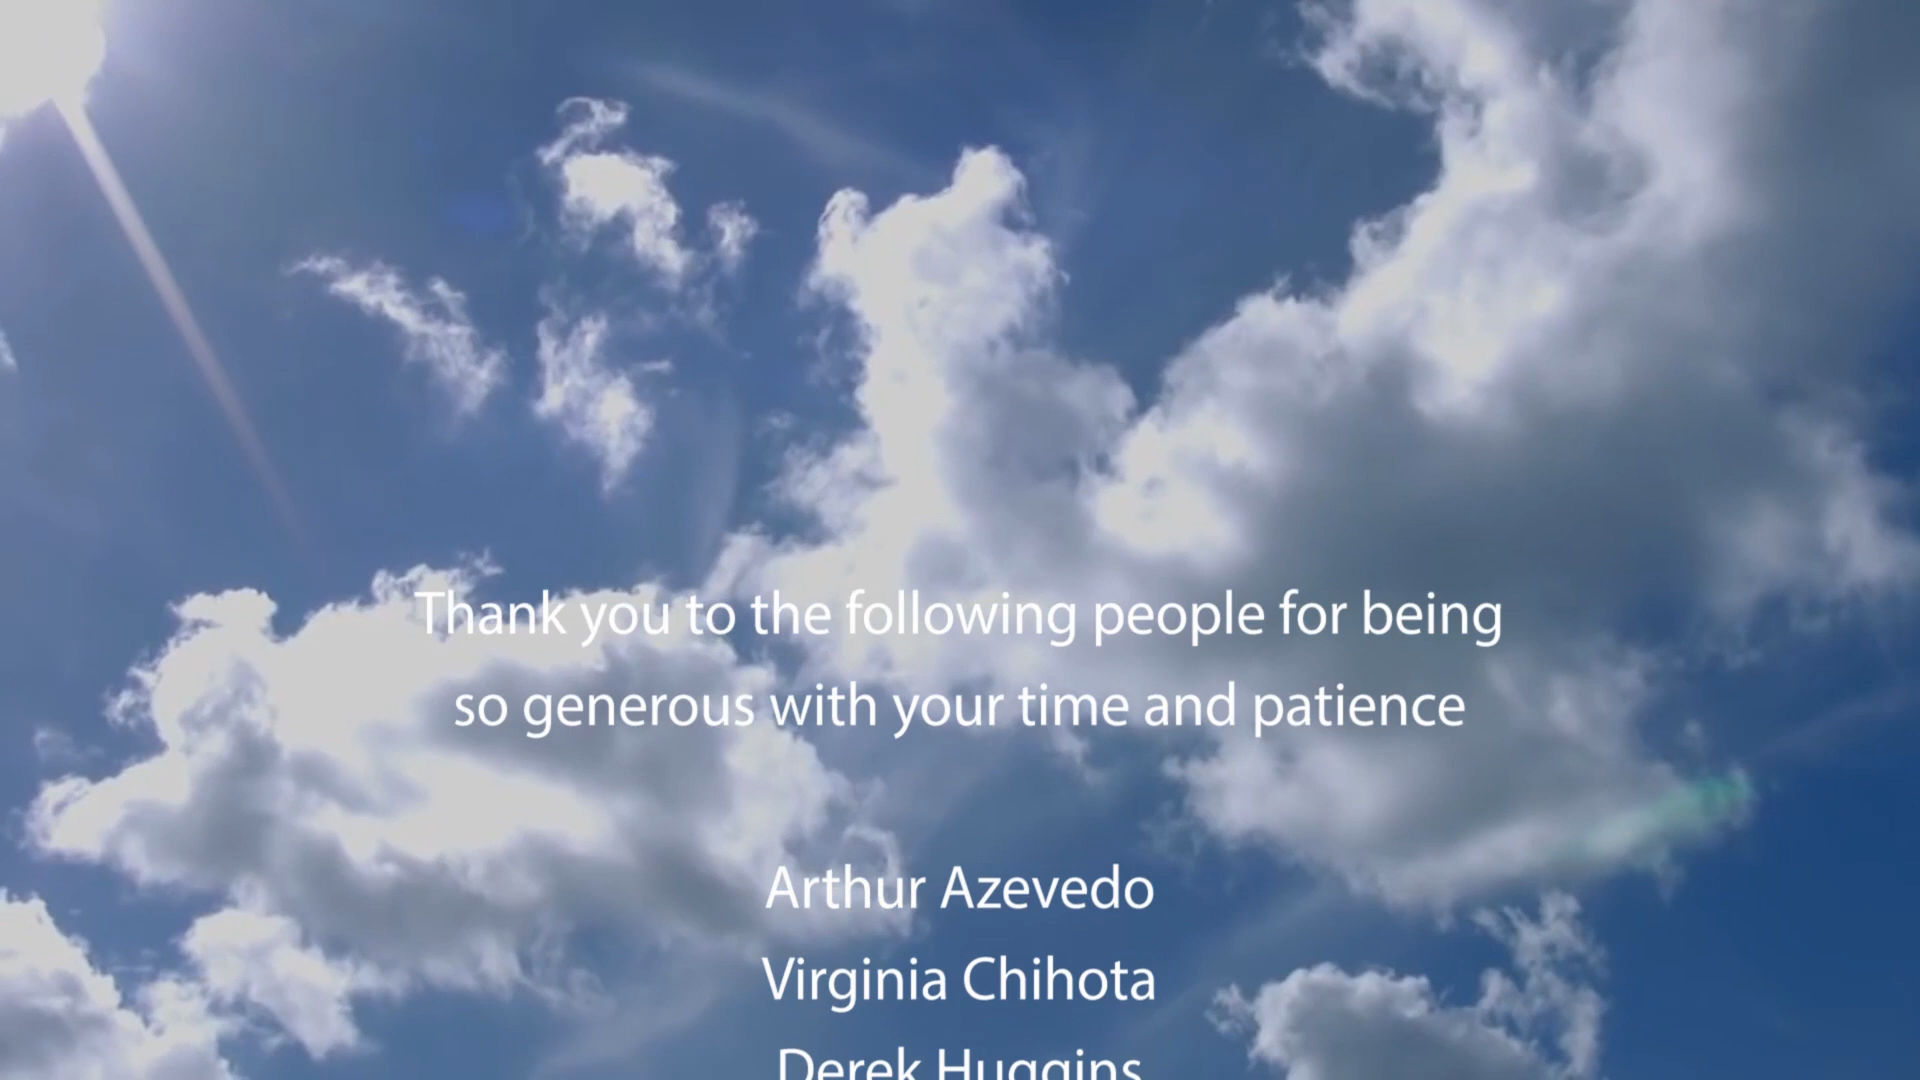 Thank you to the following people for being
so generous with your time and patience
Arthur Azevedo
Virginia Chihota
Derek Huggins